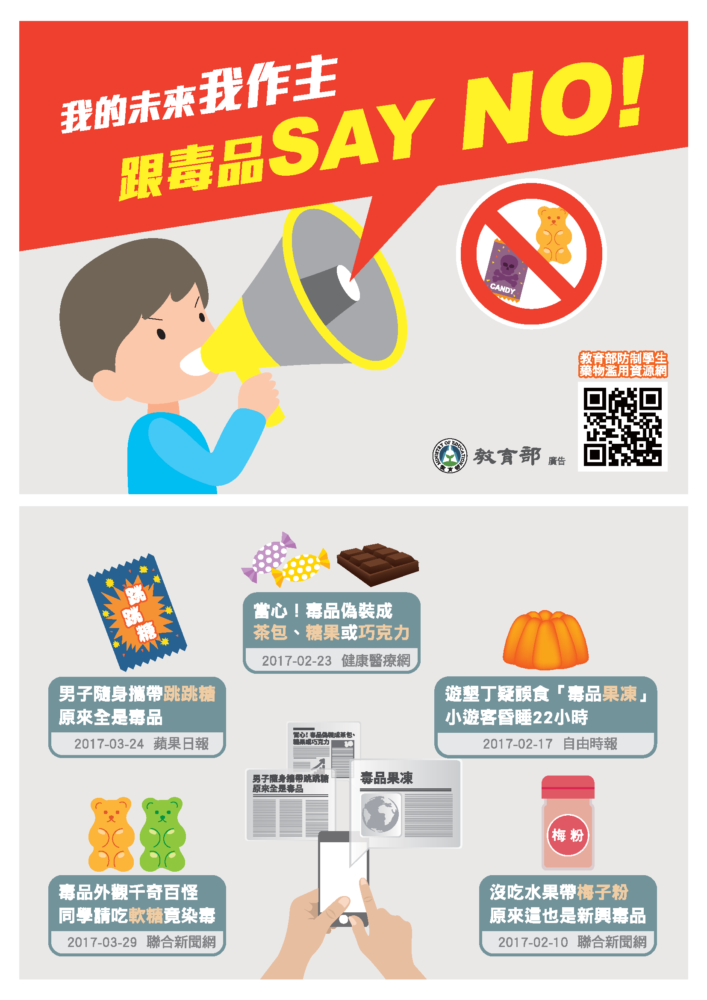 我的未來我作主
跟毒品SAY NO!
CANDY
教育部防制學生
藥物濫用資源網
MINISTRY OF EDUCATION
教育部
教育部 廣告
跳跳糖
當心！毒品偽裝成
茶包、糖果或巧克力
2017-02-23 健康醫療網
男子隨身攜帶跳跳糖
原來全是毒品
2017-03-24 蘋果日報
遊墾丁疑誤食「毒品果凍」
小遊客昏睡22小時
2017-02-17 自由時報
當心！毒品偽裝成茶包、
糖果或巧克力
男子隨身攜帶跳跳糖
原來全是毒品
毒品果凍
梅粉
毒品外觀千奇百怪
同學請吃軟糖竟染毒
2017-03-29 聯合新聞網
沒吃水果帶梅子粉
原來這也是新興毒品
2017-02-10 聯合新聞網